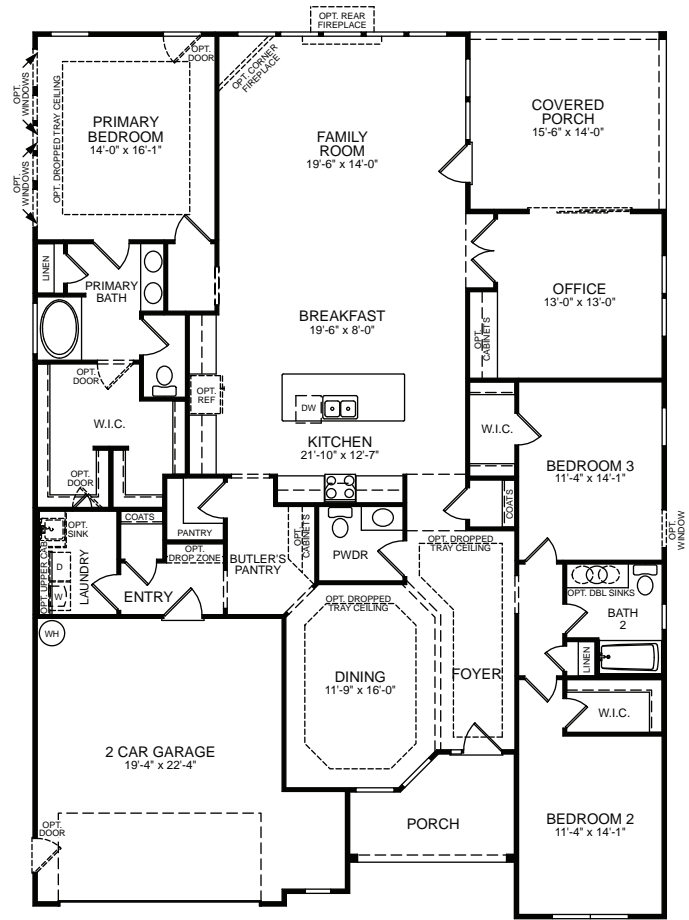 OPT. REAR
FIREPLACE
OPT.
DOOR
OPT. CORNER
FIREPLACE
OPT.
WINDOWS
OPT.
WINDOWS
OPT. DROPPED TRAY CEILING
PRIMARY
BEDROOM
14'-0" x 16'-1"
FAMILY
ROOM
19'-6" x 14'-0"
COVERED
PORCH
15'-6" x 14'-0"
LINEN
PRIMARY
BATH
BREAKFAST
19'-6" x 8'-0"
OFFICE
13'-0" x 13'-0"
OPT.
CABINETS
OPT.
DOOR
OPT.
REF
DW
W.I.C.
KITCHEN
21'-10" x 12'-7"
W.I.C.
BEDROOM 3
11'-4" x 14'-1"
OPT.
DOOR
COATS
COATS
OPT.
SINK
PANTRY
OPT.
CABINETS
PWDR
OPT. DROPPED
TRAY CEILING
OPT.
WINDOW
OPT. UPPER CAB
D
W
LAUNDRY
OPT.
DROP ZONE
BUTLER'S
PANTRY
ENTRY
OPT. DROPPED
TRAY CEILING
OPT. DBL SINKS
BATH
2
LINEN
WH
DINING
11'-9" x 16'-0"
FOYER
W.I.C.
2 CAR GARAGE
19'-4" x 22'-4"
PORCH
BEDROOM 2
11'-4" x 14'-1"
OPT.
DOOR